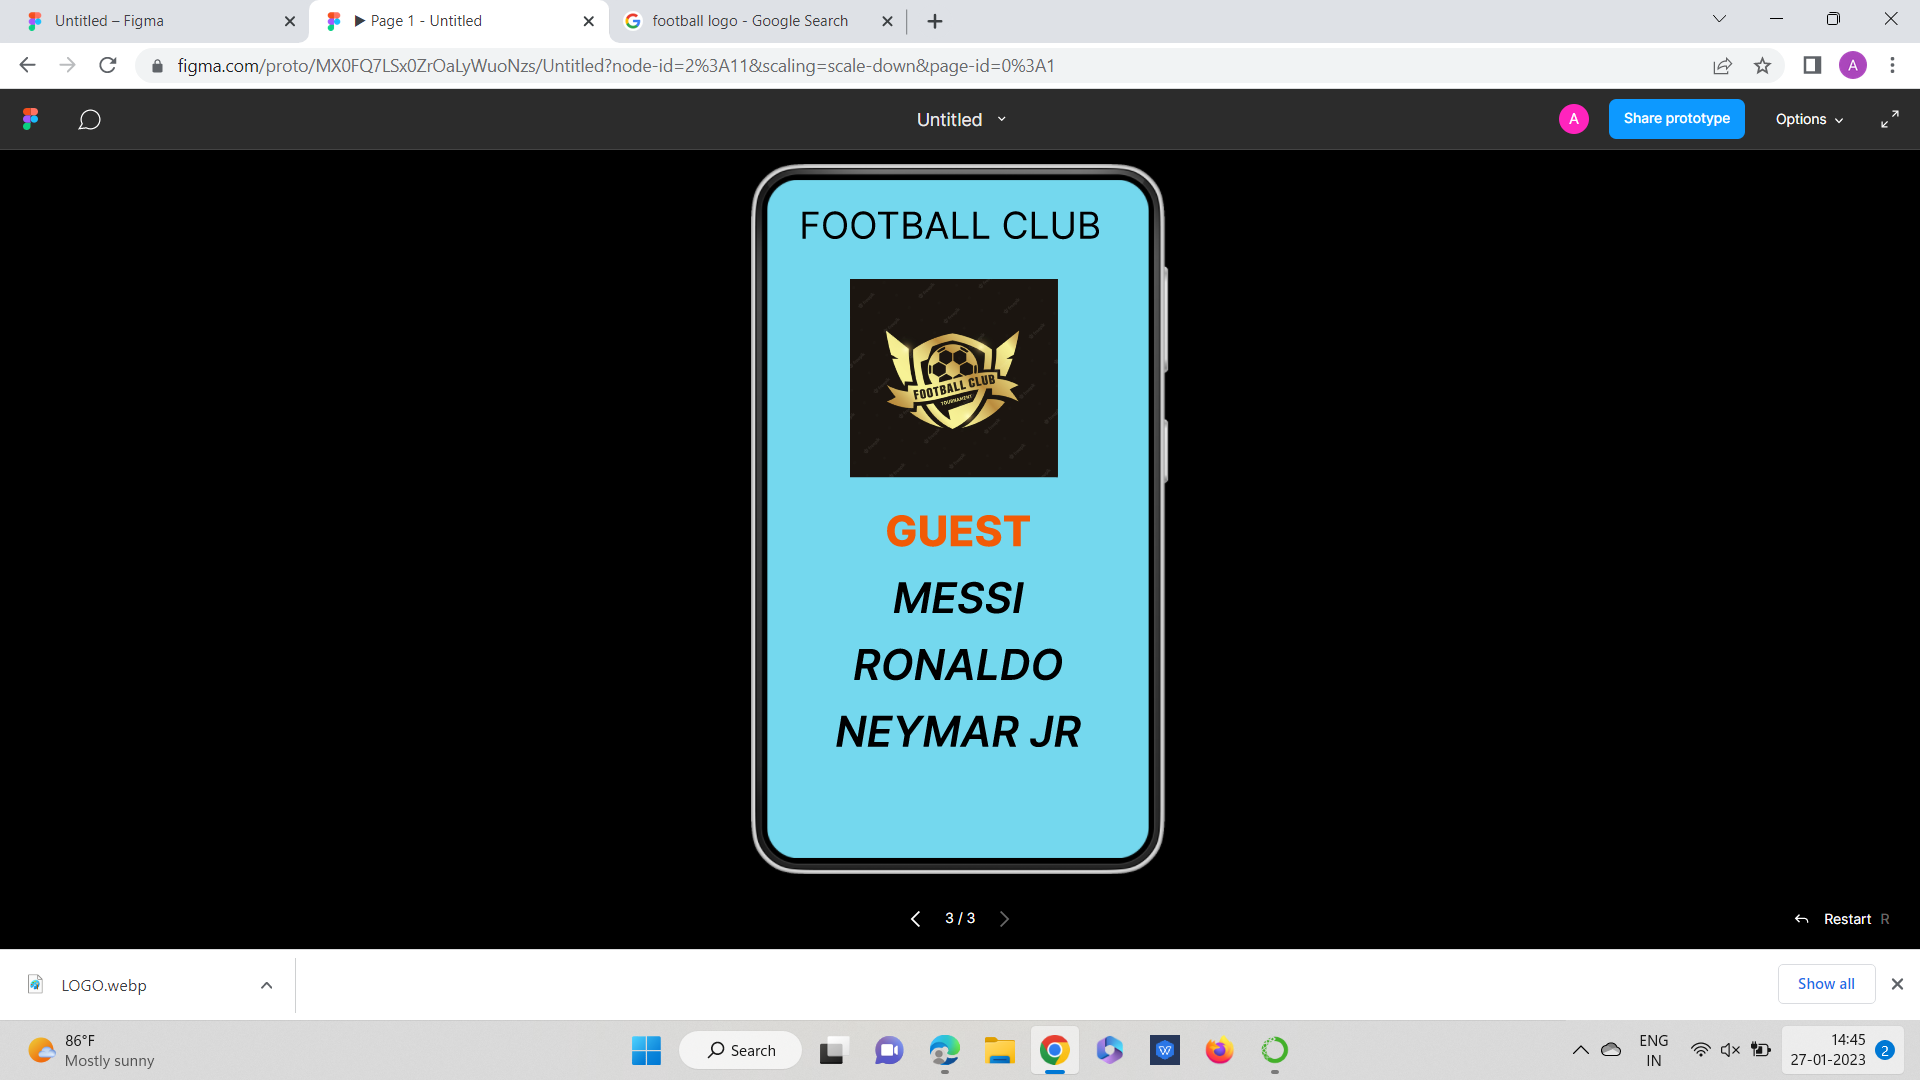 Untitled – Figma
▶ Page 1 - Untitled
football logo - Google Search
figma.com/proto/MX0FQ7LSx0ZrOaLyWuoNzs/Untitled?node-id=2%3A11&scaling=scale-down&page-id=0%3A1
A
Untitled
A
Share prototype
Options
FOOTBALL CLUB
FOOTBALL CLUB
TOURNAMENT
GUEST
MESSI
RONALDO
NEYMAR JR
3 / 3
Restart R
LOGO.webp
Show all
86°F
Mostly sunny
Search
ENG
IN
14:45
27-01-2023
2